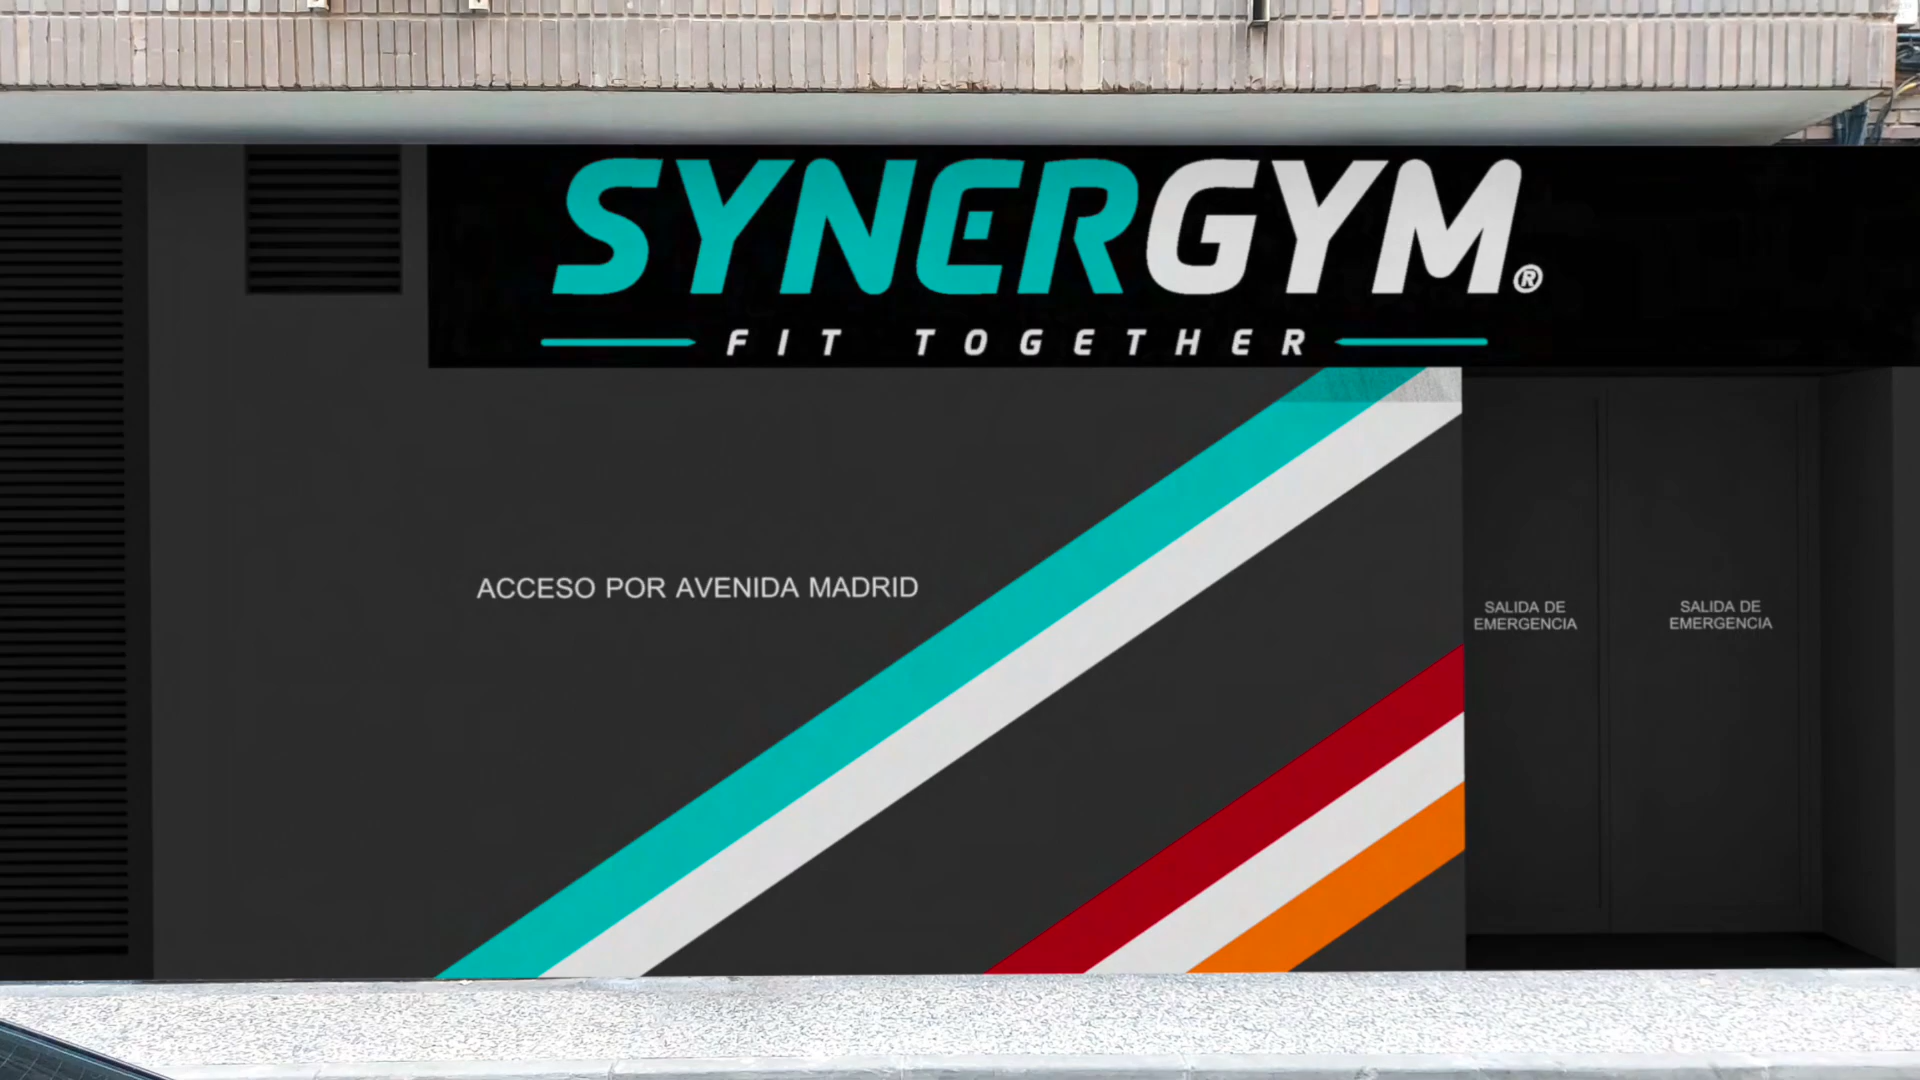 SYNERGYM®
FIT TOGETHER
ACCESO POR AVENIDA MADRID
SALIDA DE
EMERGENCIA
SALIDA DE
EMERGENCIA